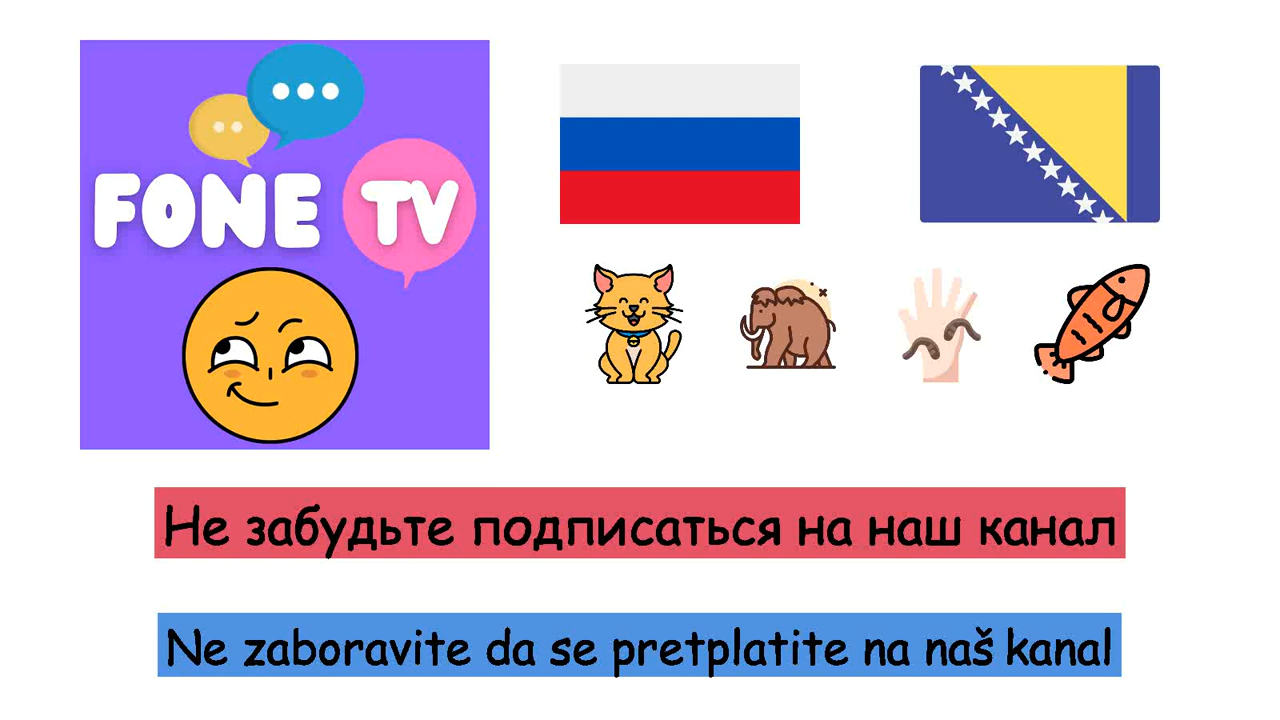 FONE TV
Не забудьте подписаться на наш канал
Ne zaboravite da se pretplatite na naš kanal